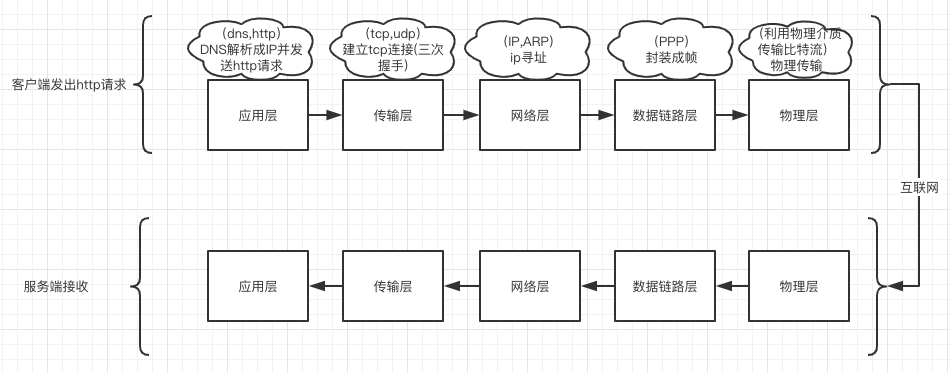 (dns,http)
DNS解析成IP并发
送http请求
(tcp,udp)
建立tcp连接(三次
握手)
(IP,ARP)
ip寻址
(PPP)
封装成帧
(利用物理介质
传输比特流)
物理传输
客户端发出http请求
应用层
传输层
网络层
数据链路层
物理层
互联网
服务端接收
应用层
传输层
网络层
数据链路层
物理层